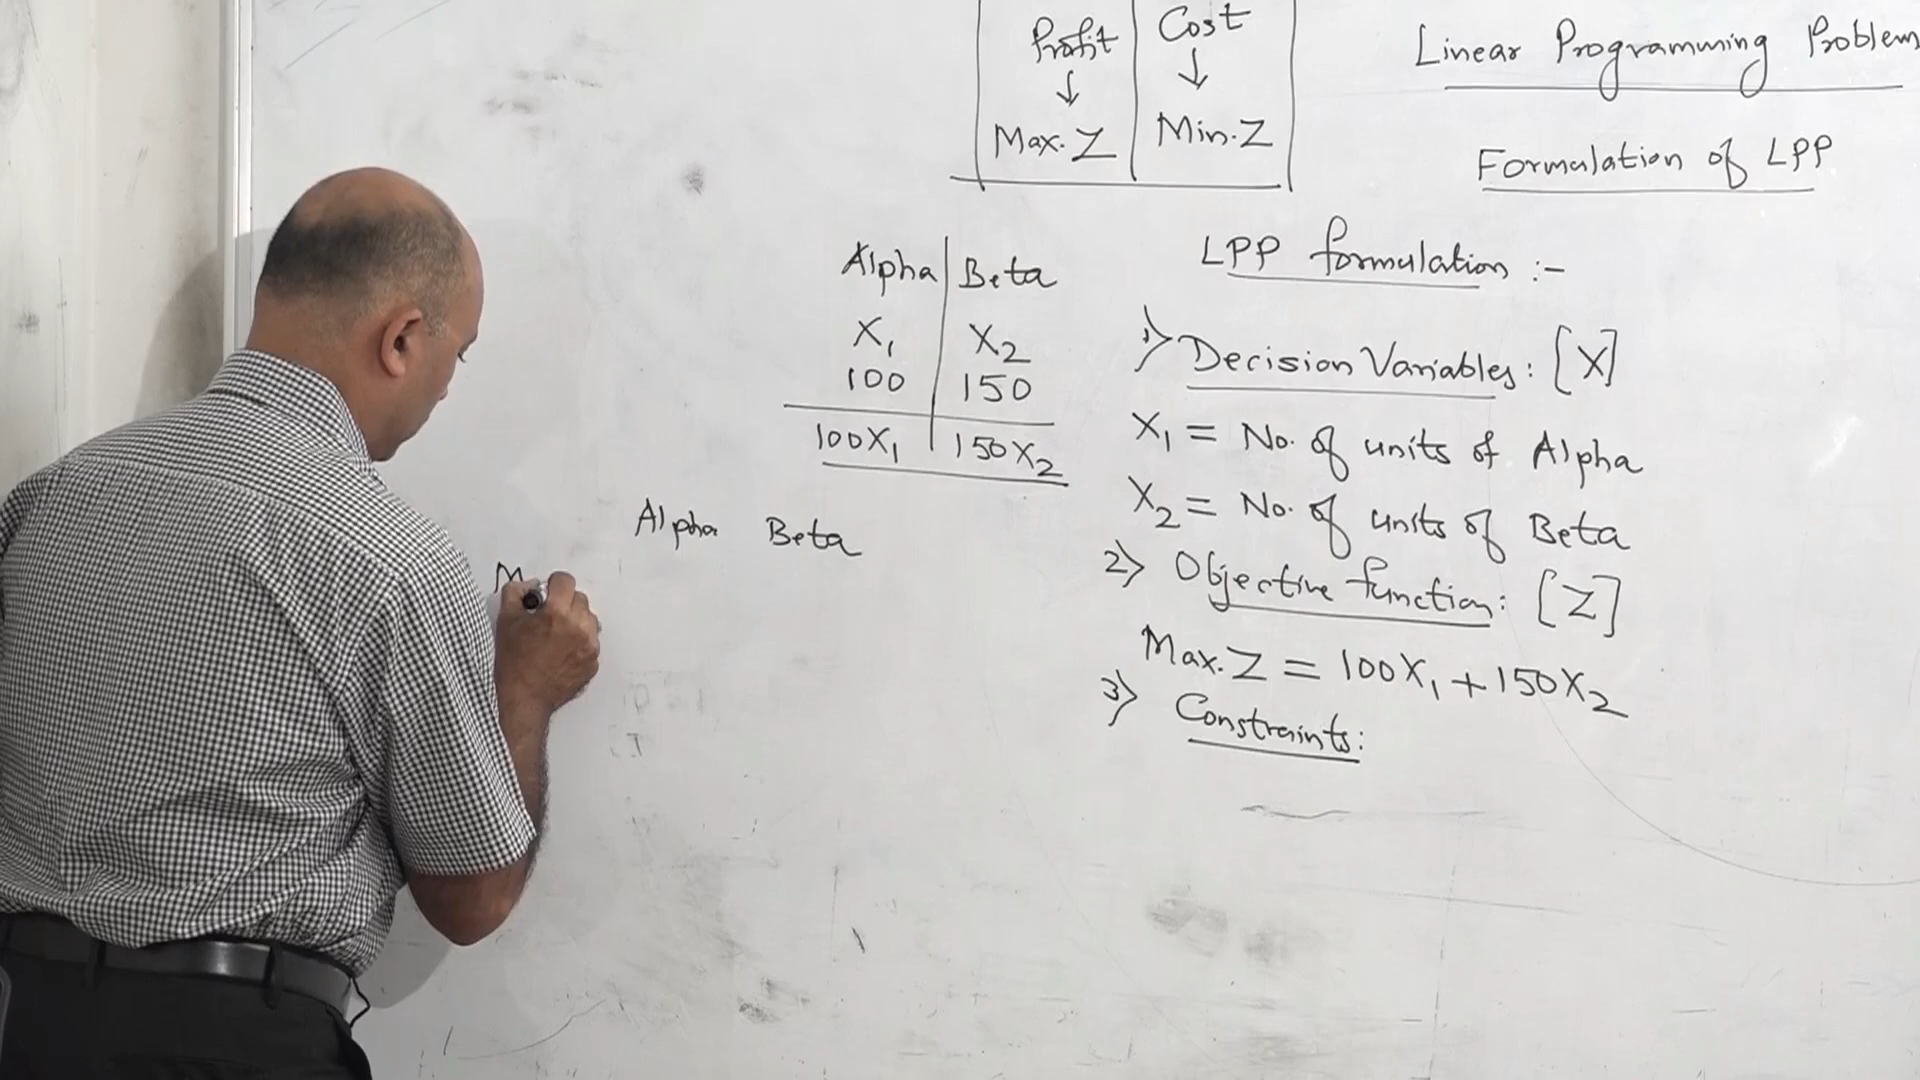 Profit Cost
↓ ↓
Max. Z Min. Z
Linear Programming Problem
Formulation of LPP
Alpha Beta
X₁ X₂
100 150
100X₁ 150X₂
Alpha Beta
M
LPP formulation :-
1) Decision Variables: [X]
X₁ = No. of units of Alpha
X₂ = No. of units of Beta
2) Objective function: [Z]
Max. Z = 100X₁ + 150X₂
3) Constraints: